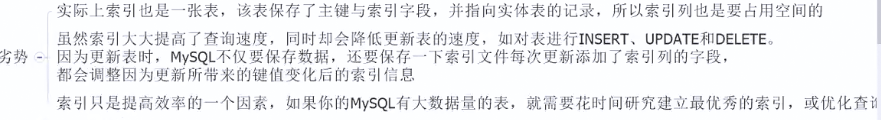 实际上索引也是一张表，该表保存了主键与索引字段，并指向实体表的记录，所以索引列也是要占用空间的
虽然索引大大提高了查询速度，同时却会降低更新表的速度，如对表进行INSERT、UPDATE和DELETE。
劣势
因为更新表时，MySQL不仅要保存数据，还要保存一下索引文件每次更新添加了索引列的字段，
都会调整因为更新所带来的键值变化后的索引信息
索引只是提高效率的一个因素，如果你的MySQL有大数据量的表，就需要花时间研究建立最优秀的索引，或优化查询